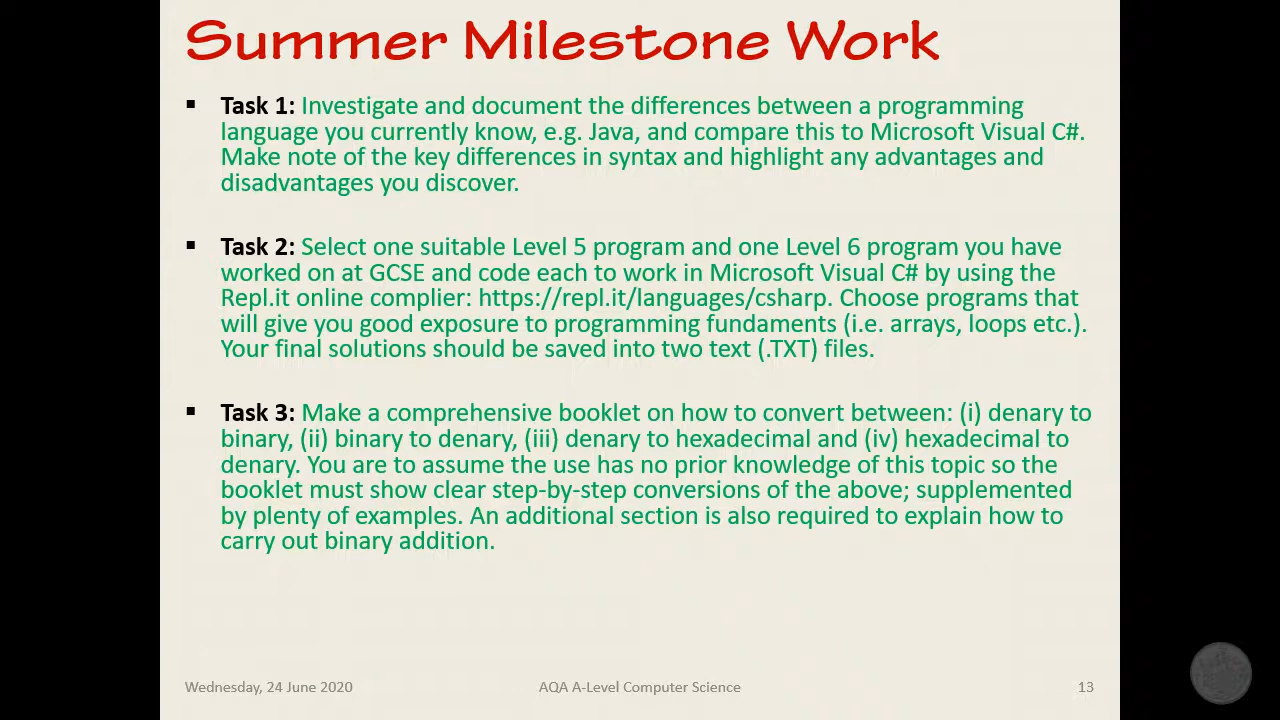 Summer Milestone Work
▪ Task 1: Investigate and document the differences between a programming
language you currently know, e.g. Java, and compare this to Microsoft Visual C#.
Make note of the key differences in syntax and highlight any advantages and
disadvantages you discover.
▪ Task 2: Select one suitable Level 5 program and one Level 6 program you have
worked on at GCSE and code each to work in Microsoft Visual C# by using the
Repl.it online complier: https://repl.it/languages/csharp. Choose programs that
will give you good exposure to programming fundaments (i.e. arrays, loops etc.).
Your final solutions should be saved into two text (.TXT) files.
▪ Task 3: Make a comprehensive booklet on how to convert between: (i) denary to
binary, (ii) binary to denary, (iii) denary to hexadecimal and (iv) hexadecimal to
denary. You are to assume the use has no prior knowledge of this topic so the
booklet must show clear step-by-step conversions of the above; supplemented
by plenty of examples. An additional section is also required to explain how to
carry out binary addition.
Wednesday, 24 June 2020 AQA A-Level Computer Science 13